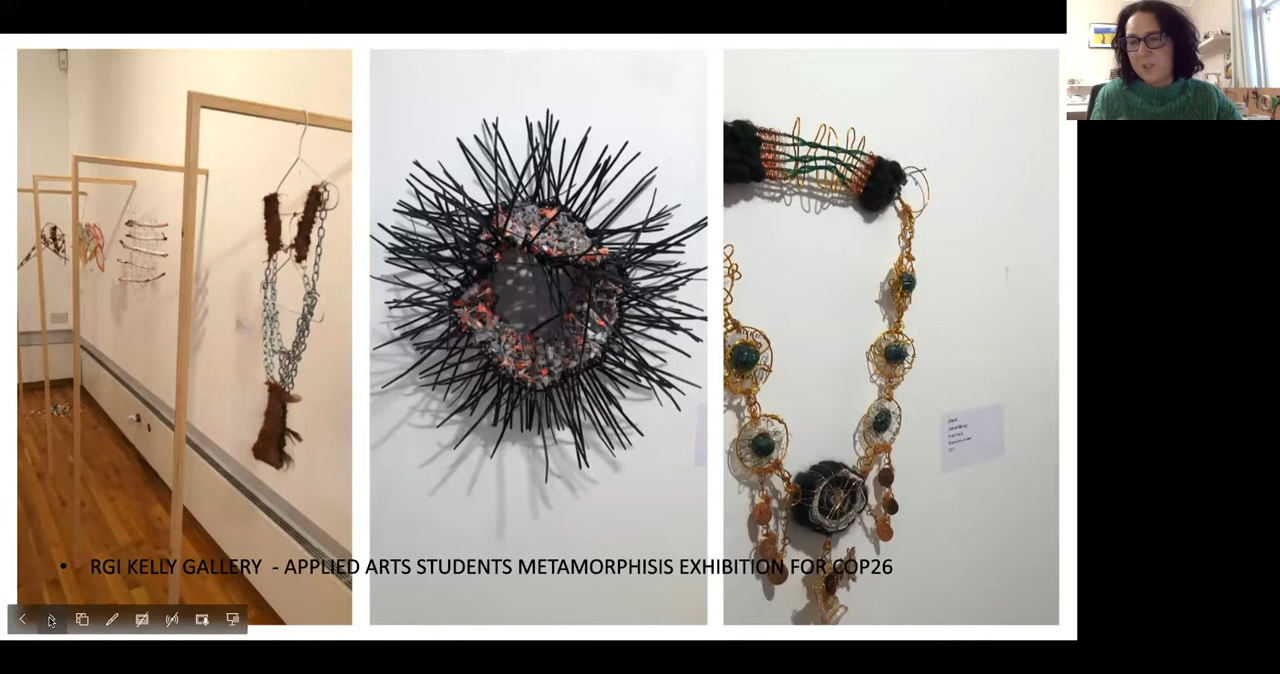 • RGI KELLY GALLERY - APPLIED ARTS STUDENTS METAMORPHISIS EXHIBITION FOR COP26